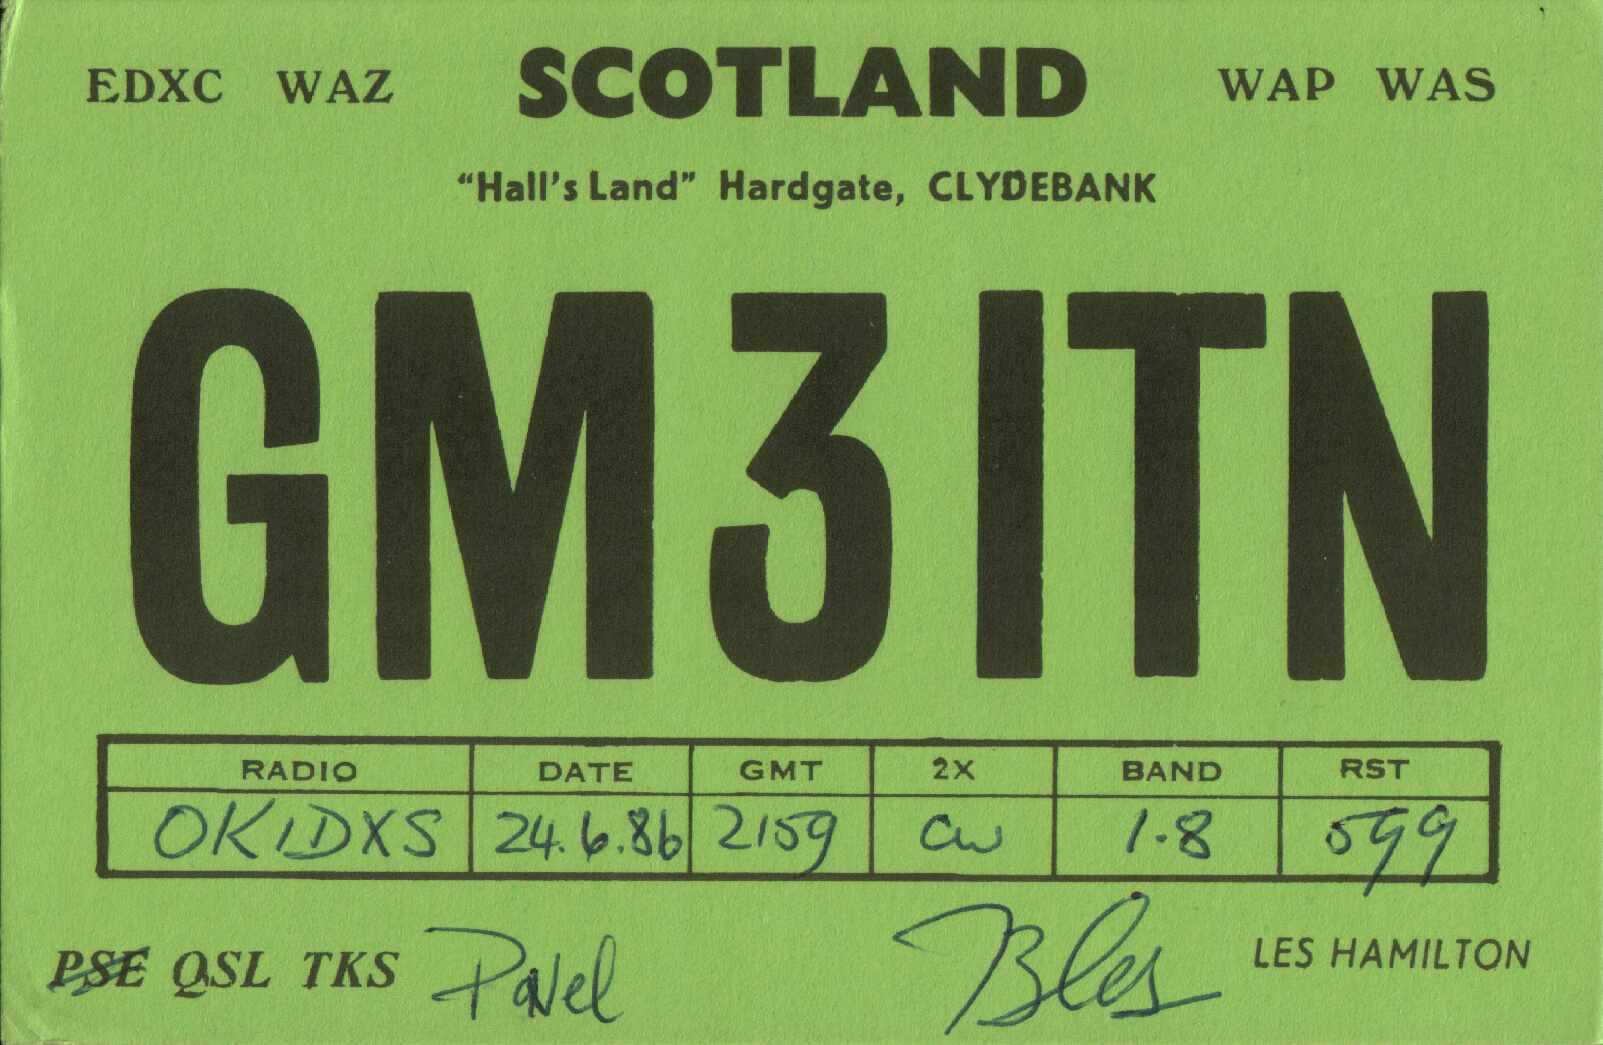 EDXC WAZ SCOTLAND WAP WAS
"Hall's Land" Hardgate, CLYDEBANK
GM3ITN
RADIO DATE GMT 2X BAND RST
OK1DXS 24.6.86 2159 CW 1.8 599
PSE QSL TKS Pavel LES HAMILTON